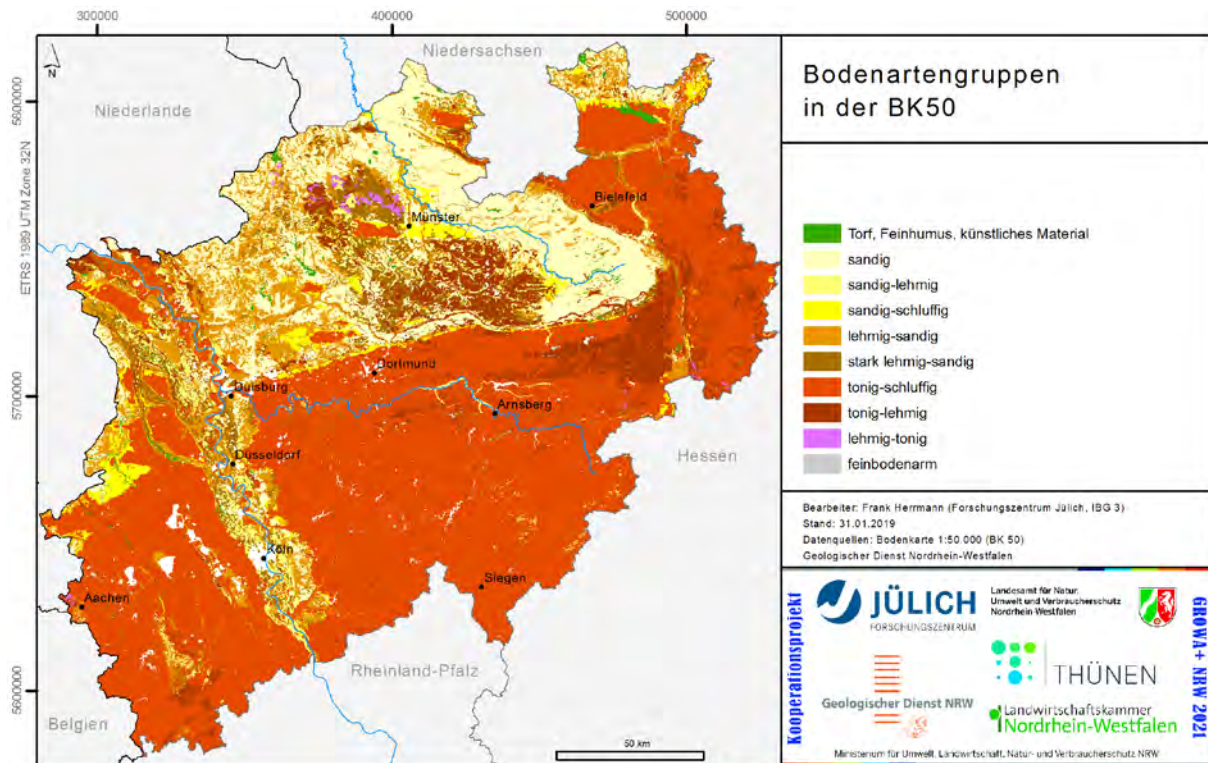 300000
400000
500000
N
ETRS 1989 UTM Zone 32N
5800000
5700000
5600000
Niedersachsen
Niederlande
Bielefeld
Münster
Dortmund
Duisburg
Arnsberg
Düsseldorf
Hessen
Köln
Siegen
Aachen
Rheinland-Pfalz
Belgien
50 km
Bodenartengruppen
in der BK50
Torf, Feinhumus, künstliches Material
sandig
sandig-lehmig
sandig-schluffig
lehmig-sandig
stark lehmig-sandig
tonig-schluffig
tonig-lehmig
lehmig-tonig
feinbodenarm
Bearbeiter: Frank Herrmann (Forschungszentrum Jülich, IBG 3)
Stand: 31.01.2019
Datenquellen: Bodenkarte 1:50.000 (BK 50)
Geologischer Dienst Nordrhein-Westfalen
Kooperationsprojekt
JÜLICH
FORSCHUNGSZENTRUM
Landesamt für Natur,
Umwelt und Verbraucherschutz
Nordrhein-Westfalen
THÜNEN
Geologischer Dienst NRW
Landwirtschaftskammer
Nordrhein-Westfalen
GROWA+ NRW 2021
Ministerium für Umwelt, Landwirtschaft, Natur- und Verbraucherschutz NRW